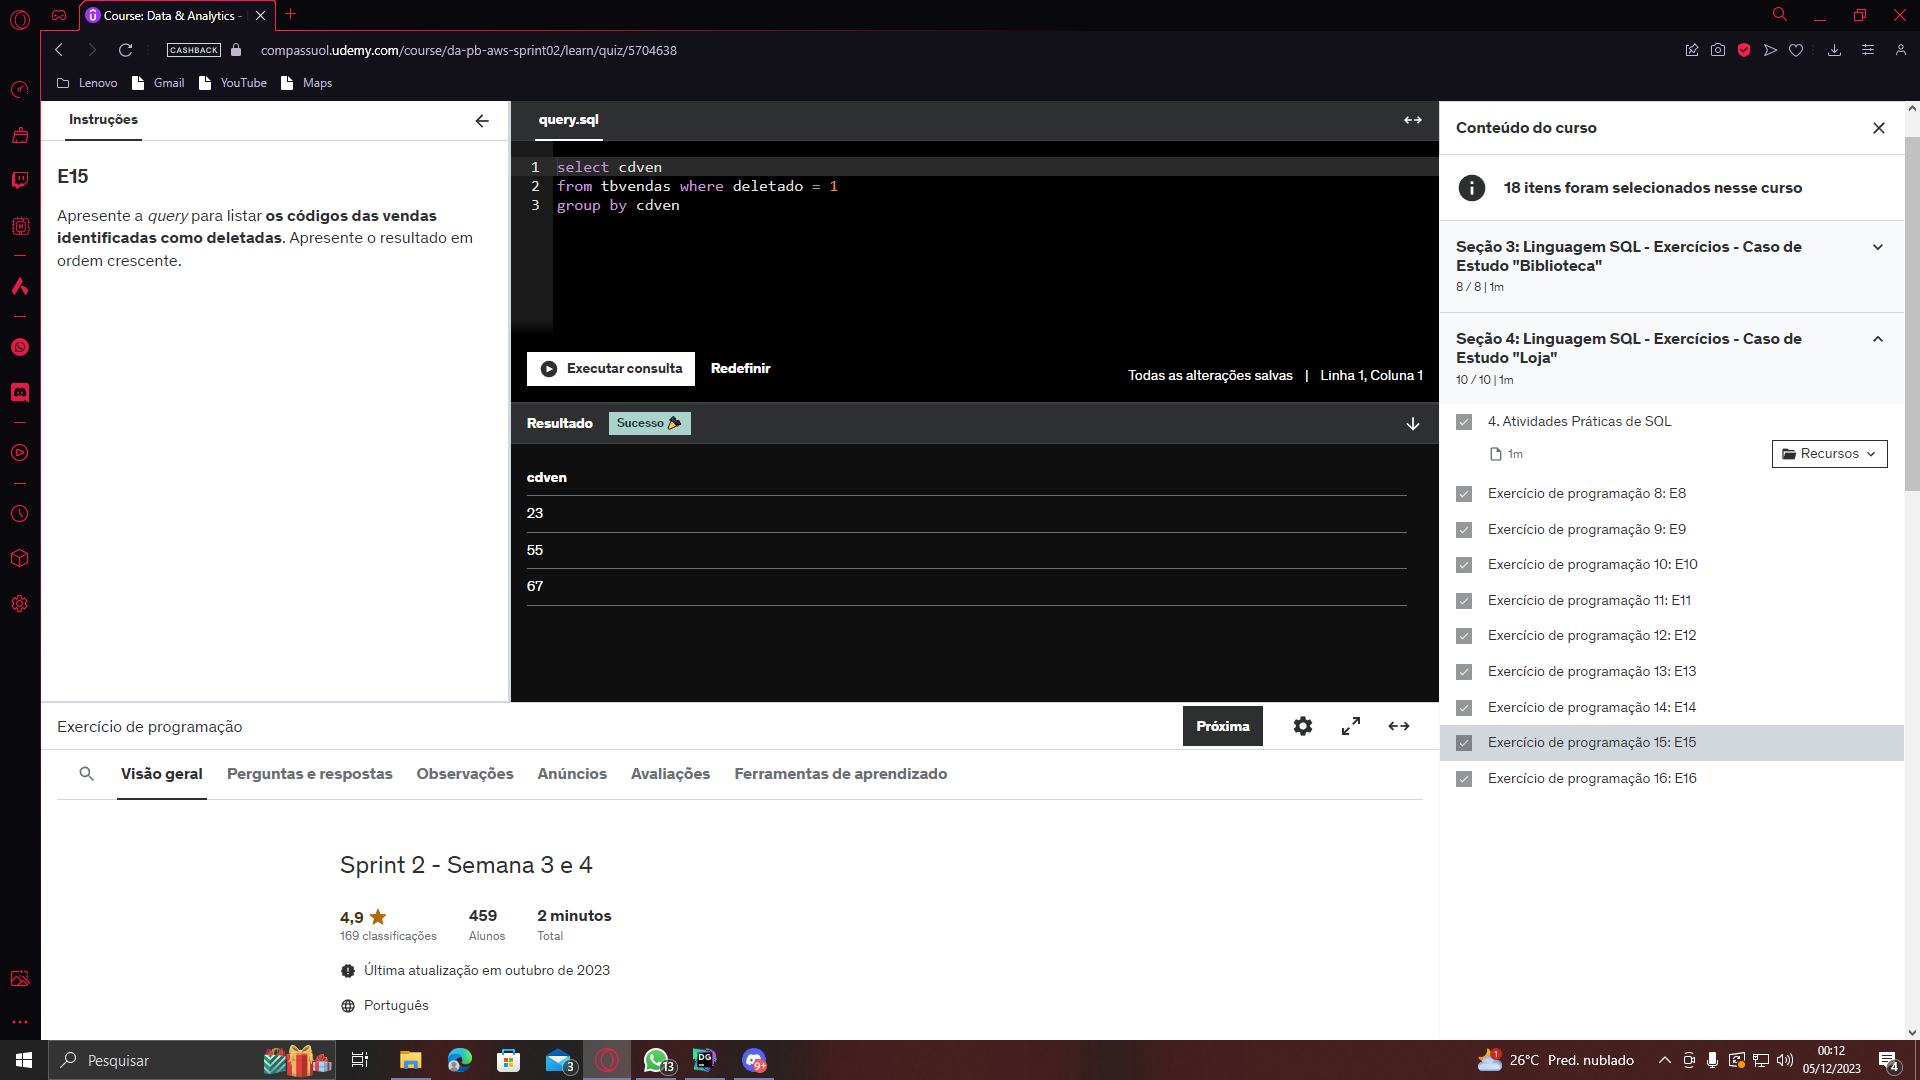 Course: Data & Analytics -
CASHBACK
compassuol.udemy.com/course/da-pb-aws-sprint02/learn/quiz/5704638
Lenovo
Gmail
YouTube
Maps
Instruções
E15
Apresente a query para listar os códigos das vendas
identificadas como deletadas. Apresente o resultado em
ordem crescente.
query.sql
1 select cdven
2 from tbvendas where deletado = 1
3 group by cdven
Executar consulta
Redefinir
Todas as alterações salvas | Linha 1, Coluna 1
Resultado
Sucesso
cdven
23
55
67
Conteúdo do curso
18 itens foram selecionados nesse curso
Seção 3: Linguagem SQL - Exercícios - Caso de
Estudo "Biblioteca"
8 / 8 | 1m
Seção 4: Linguagem SQL - Exercícios - Caso de
Estudo "Loja"
10 / 10 | 1m
4. Atividades Práticas de SQL
1m
Recursos
Exercício de programação 8: E8
Exercício de programação 9: E9
Exercício de programação 10: E10
Exercício de programação 11: E11
Exercício de programação 12: E12
Exercício de programação 13: E13
Exercício de programação 14: E14
Exercício de programação 15: E15
Exercício de programação 16: E16
Exercício de programação
Próxima
Visão geral
Perguntas e respostas
Observações
Anúncios
Avaliações
Ferramentas de aprendizado
Sprint 2 - Semana 3 e 4
4,9
169 classificações
459
Alunos
2 minutos
Total
Última atualização em outubro de 2023
Português
Pesquisar
3
13
DG
9+
1
26°C Pred. nublado
00:12
05/12/2023
4